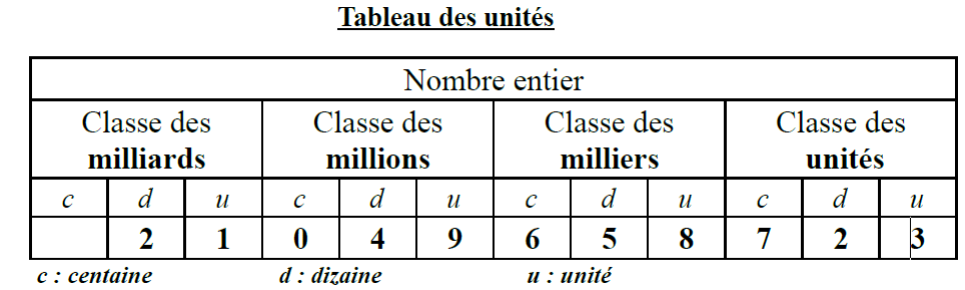 Tableau des unités
Nombre entier
Classe des milliards Classe des millions Classe des milliers Classe des unités
c d u c d u c d u c d u
2 1 0 4 9 6 5 8 7 2 3
c : centaine d : dizaine u : unité